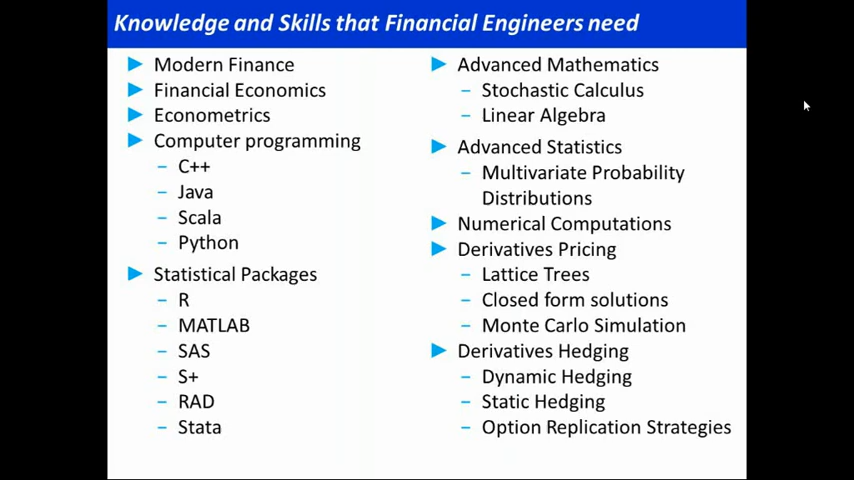 Knowledge and Skills that Financial Engineers need
Modern Finance
Financial Economics
Econometrics
Computer programming
– C++
– Java
– Scala
– Python
Statistical Packages
– R
– MATLAB
– SAS
– S+
– RAD
– Stata
Advanced Mathematics
– Stochastic Calculus
– Linear Algebra
Advanced Statistics
– Multivariate Probability
Distributions
Numerical Computations
Derivatives Pricing
– Lattice Trees
– Closed form solutions
– Monte Carlo Simulation
Derivatives Hedging
– Dynamic Hedging
– Static Hedging
– Option Replication Strategies